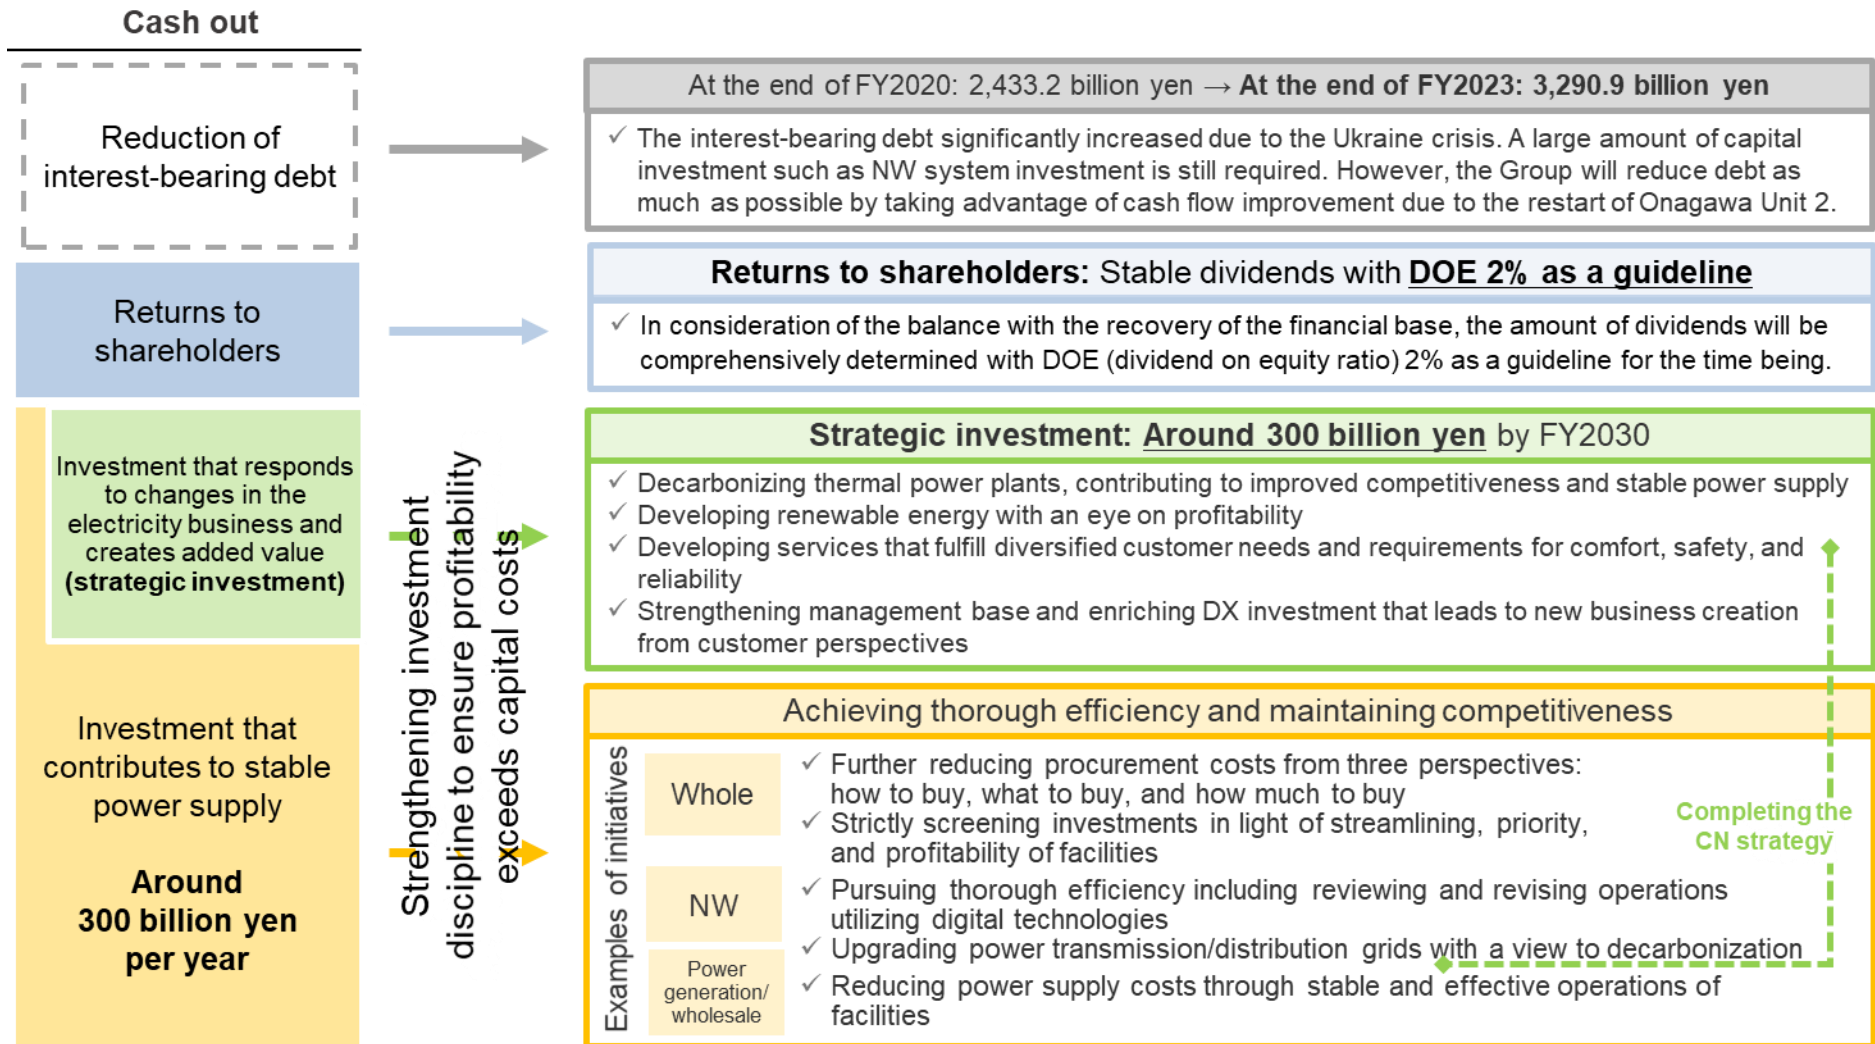 Cash out
Reduction of
interest-bearing debt
At the end of FY2020: 2,433.2 billion yen → At the end of FY2023: 3,290.9 billion yen
✓ The interest-bearing debt significantly increased due to the Ukraine crisis. A large amount of capital
investment such as NW system investment is still required. However, the Group will reduce debt as
much as possible by taking advantage of cash flow improvement due to the restart of Onagawa Unit 2.
Returns to
shareholders
Returns to shareholders: Stable dividends with DOE 2% as a guideline
✓ In consideration of the balance with the recovery of the financial base, the amount of dividends will be
comprehensively determined with DOE (dividend on equity ratio) 2% as a guideline for the time being.
Investment that responds
to changes in the
electricity business and
creates added value
(strategic investment)
Investment that
contributes to stable
power supply
Around
300 billion yen
per year
Strengthening investment
discipline to ensure profitability
exceeds capital costs
Strategic investment: Around 300 billion yen by FY2030
✓ Decarbonizing thermal power plants, contributing to improved competitiveness and stable power supply
✓ Developing renewable energy with an eye on profitability
✓ Developing services that fulfill diversified customer needs and requirements for comfort, safety, and
reliability
✓ Strengthening management base and enriching DX investment that leads to new business creation
from customer perspectives
Achieving thorough efficiency and maintaining competitiveness
Examples of initiatives
Whole
✓ Further reducing procurement costs from three perspectives:
how to buy, what to buy, and how much to buy
✓ Strictly screening investments in light of streamlining, priority,
and profitability of facilities
NW
✓ Pursuing thorough efficiency including reviewing and revising operations
utilizing digital technologies
✓ Upgrading power transmission/distribution grids with a view to decarbonization
Power
generation/
wholesale
✓ Reducing power supply costs through stable and effective operations of
facilities
Completing the
CN strategy